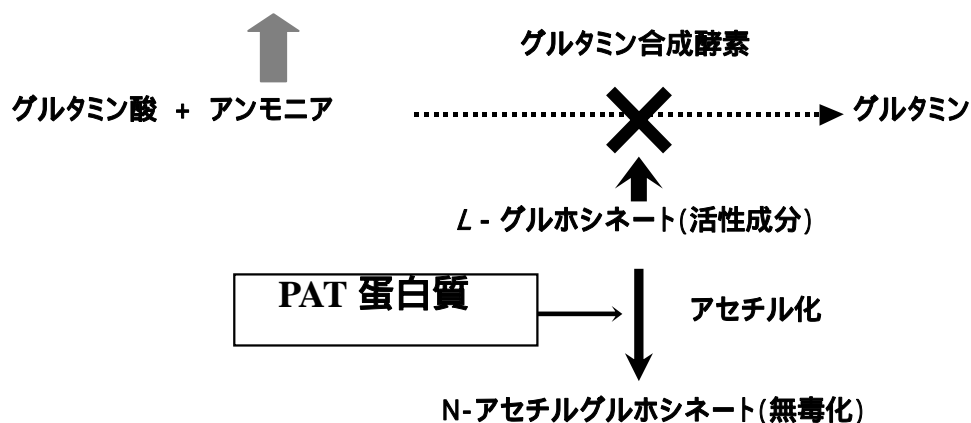 グルタミン合成酵素
グルタミン酸 + アンモニア グルタミン
L - グルホシネート(活性成分)
PAT 蛋白質
アセチル化
N-アセチルグルホシネート(無毒化)